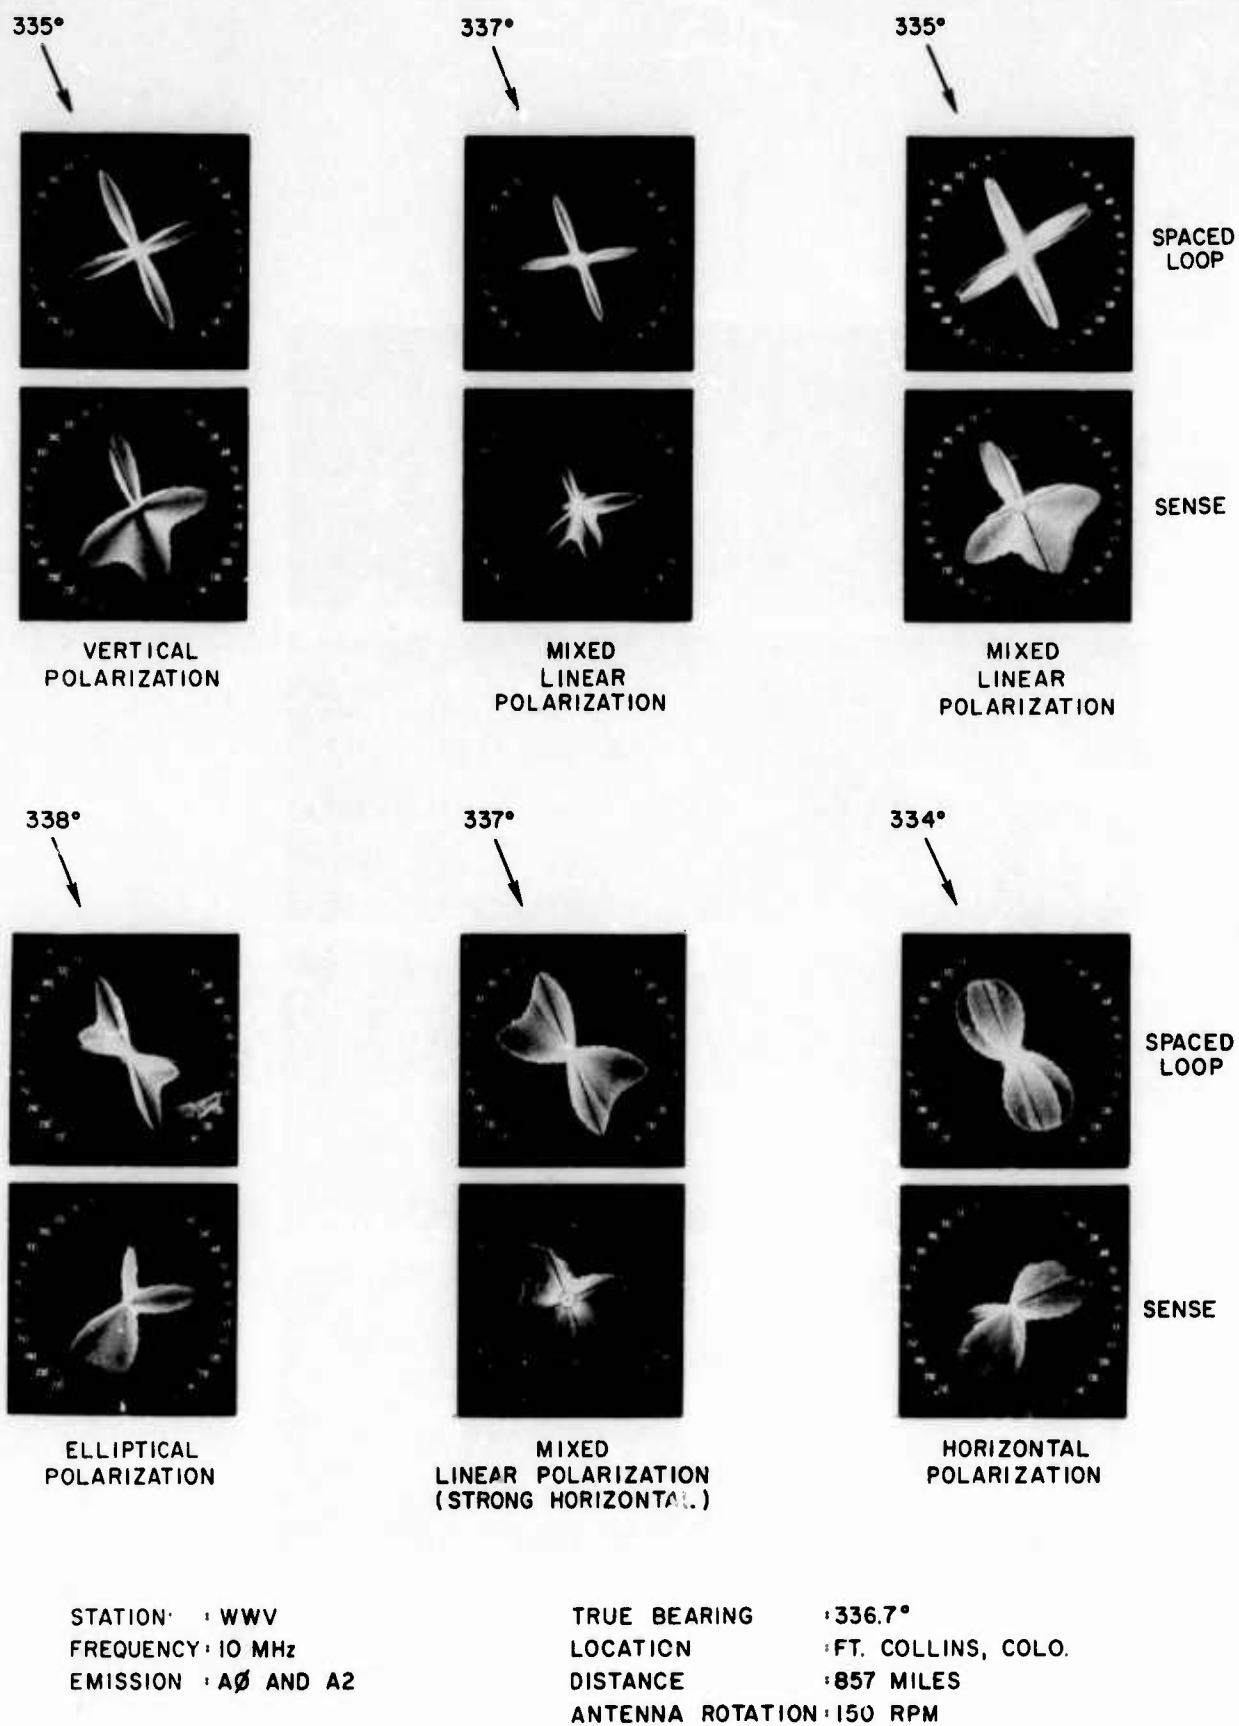 335°
337°
335°
SPACED
LOOP
SENSE
VERTICAL
POLARIZATION
MIXED
LINEAR
POLARIZATION
MIXED
LINEAR
POLARIZATION
338°
337°
334°
SPACED
LOOP
SENSE
ELLIPTICAL
POLARIZATION
MIXED
LINEAR POLARIZATION
(STRONG HORIZONTAL)
HORIZONTAL
POLARIZATION
STATION : WWV
FREQUENCY : 10 MHz
EMISSION : AØ AND A2
TRUE BEARING : 336.7°
LOCATION : FT. COLLINS, COLO.
DISTANCE : 857 MILES
ANTENNA ROTATION : 150 RPM